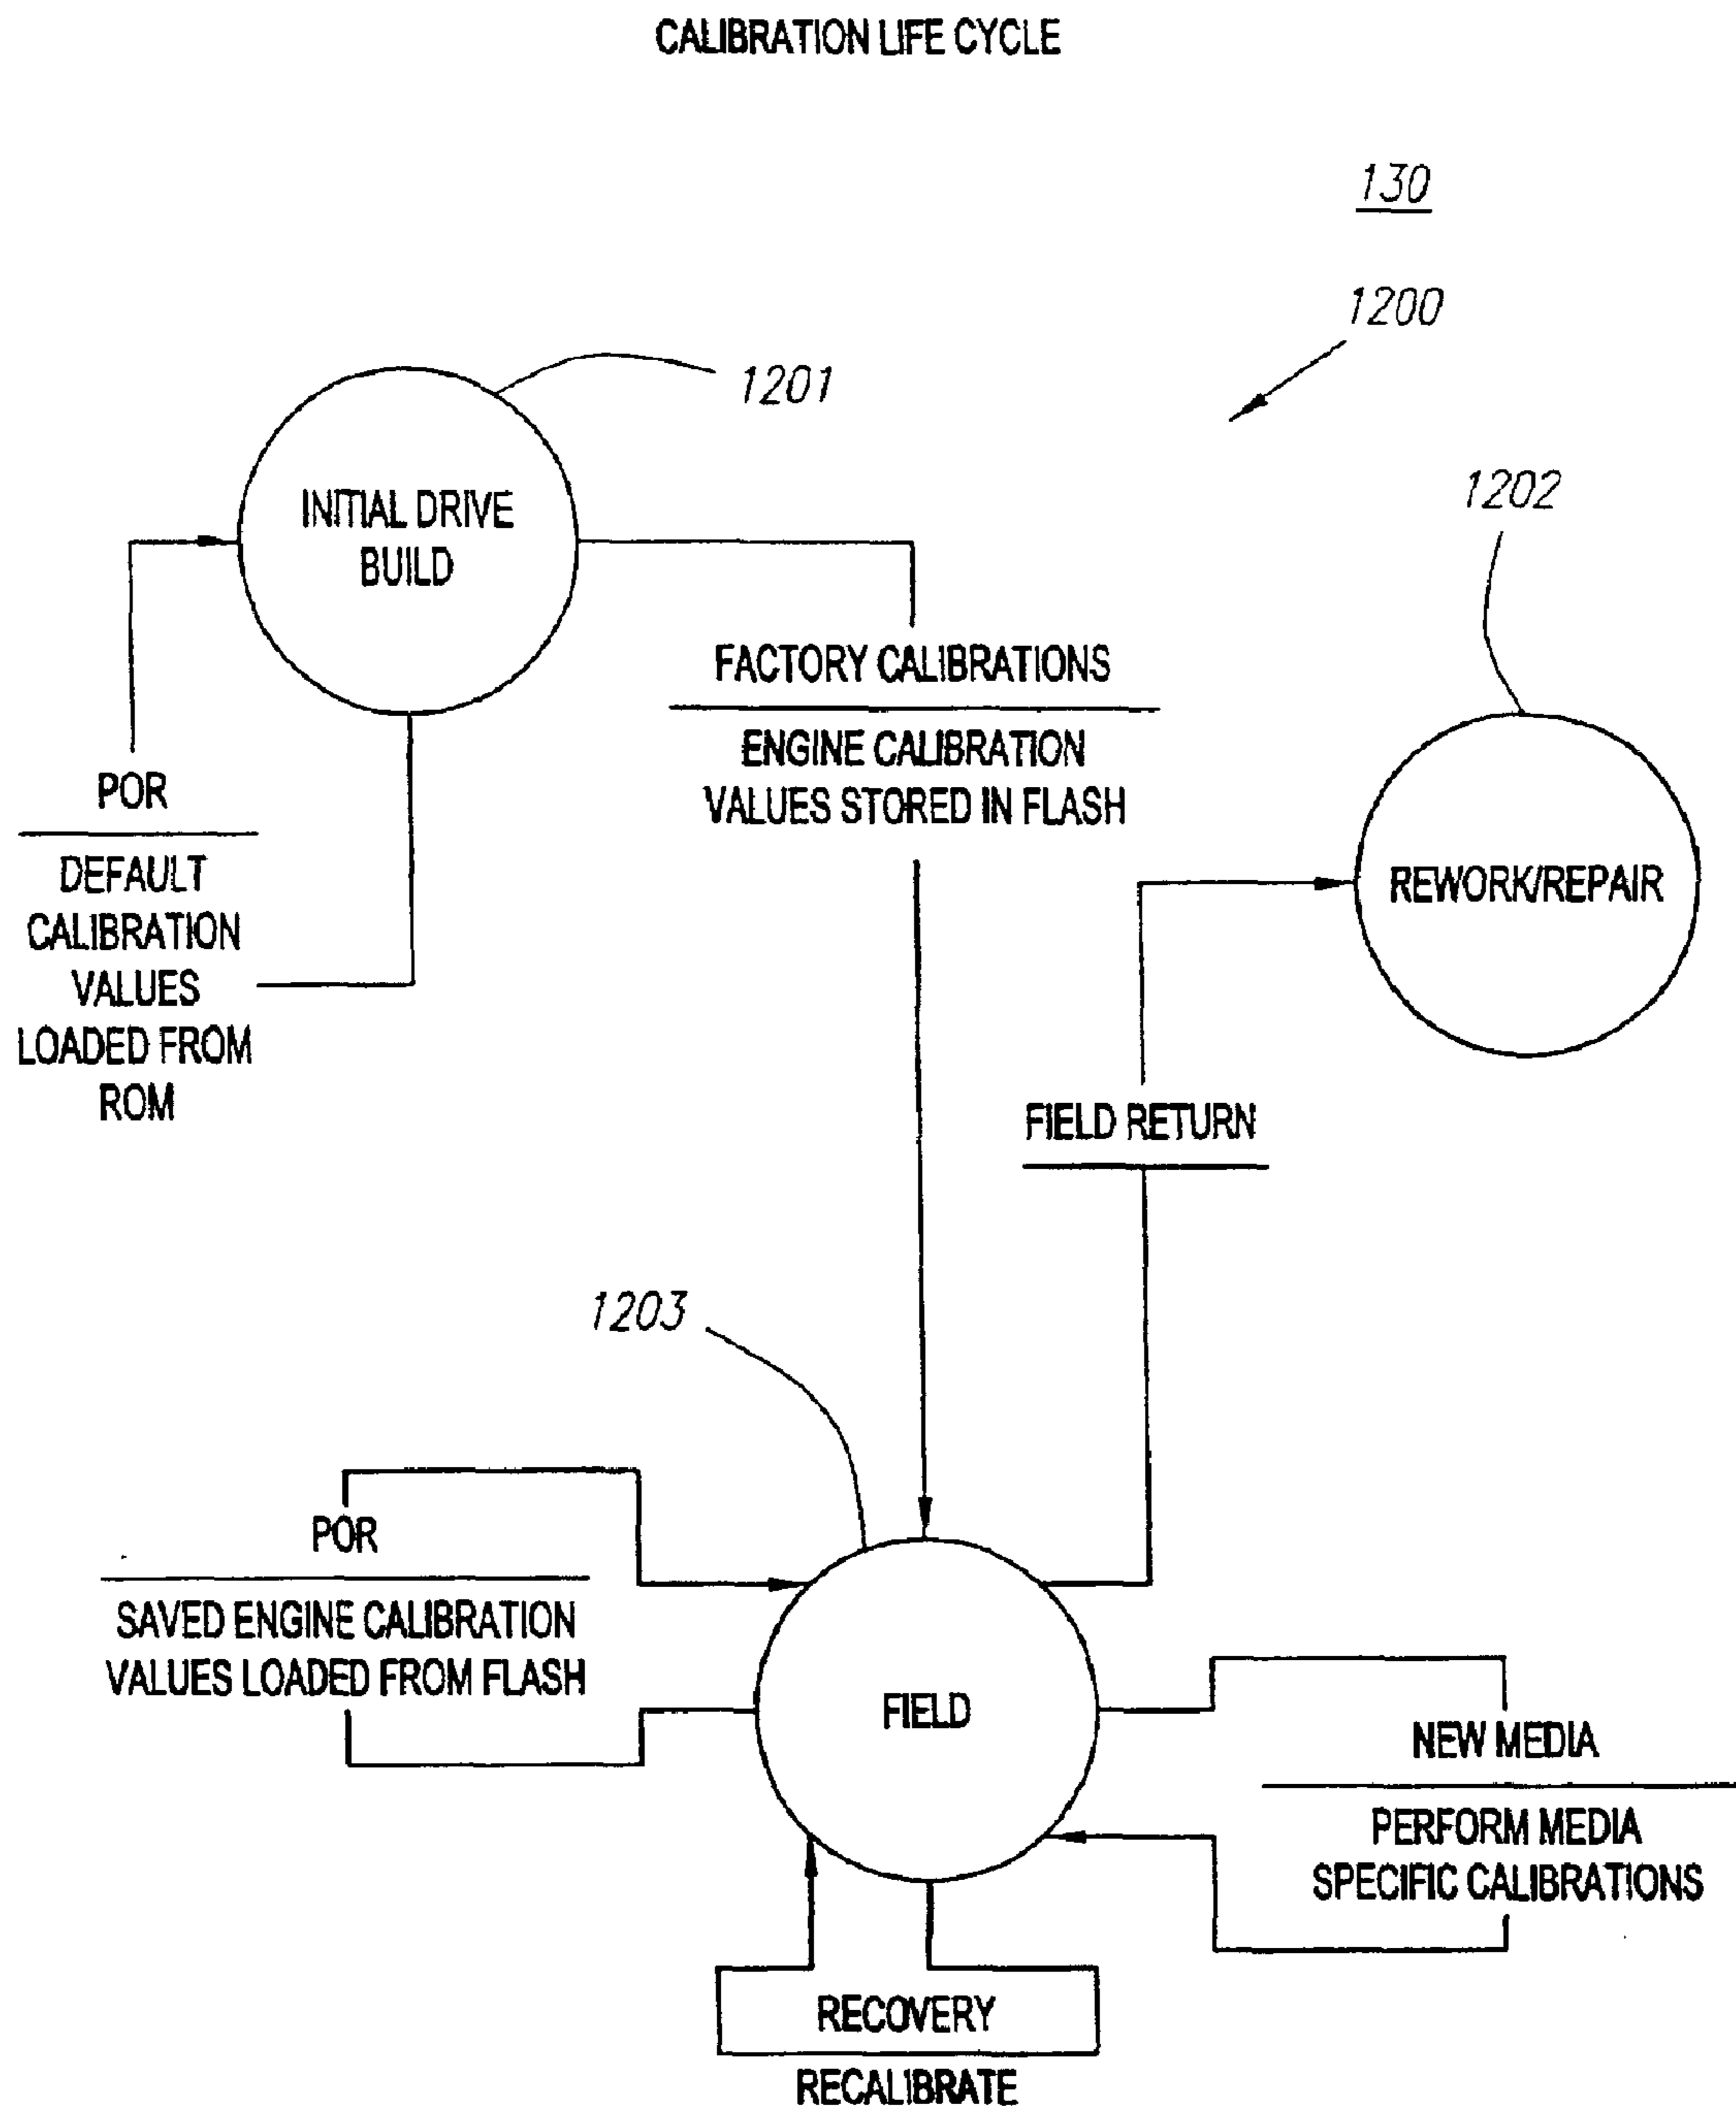 CALIBRATION LIFE CYCLE
130
1200
1201
INITIAL DRIVE
BUILD
1202
FACTORY CALIBRATIONS
ENGINE CALIBRATION
VALUES STORED IN FLASH
POR
DEFAULT
CALIBRATION
VALUES
LOADED FROM
ROM
REWORK/REPAIR
FIELD RETURN
1203
POR
SAVED ENGINE CALIBRATION
VALUES LOADED FROM FLASH
FIELD
NEW MEDIA
PERFORM MEDIA
SPECIFIC CALIBRATIONS
RECOVERY
RECALIBRATE